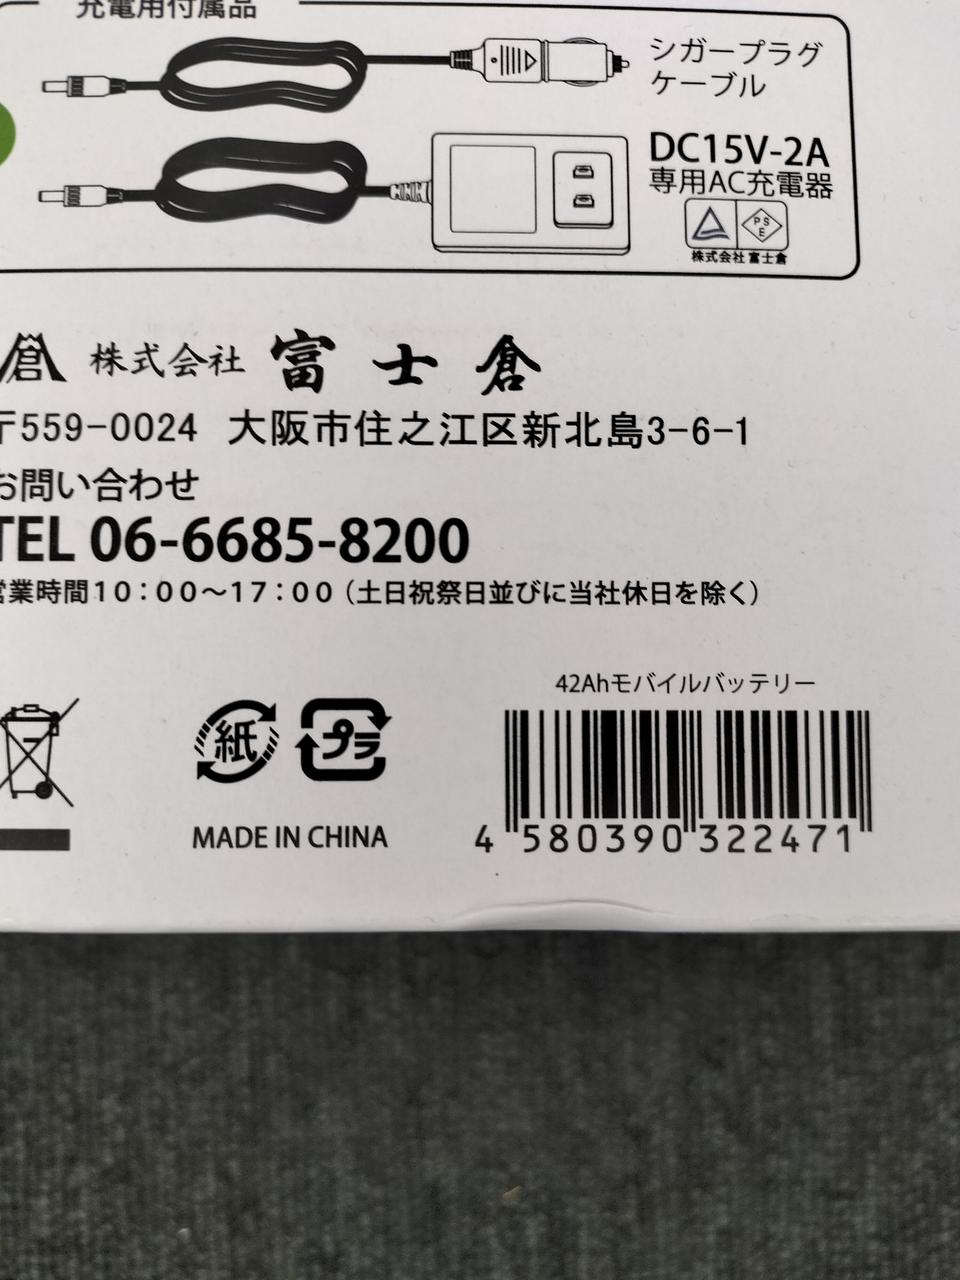 充電用付属品
シガープラグ
ケーブル
DC15V-2A
専用AC充電器
PS
E
株式会社 富士倉
倉 株式会社 富士倉
〒559-0024 大阪市住之江区新北島3-6-1
お問い合わせ
TEL 06-6685-8200
営業時間10：00～17：00（土日祝祭日並びに当社休日を除く）
42Ahモバイルバッテリー
紙
プラ
MADE IN CHINA
4 580390 322471